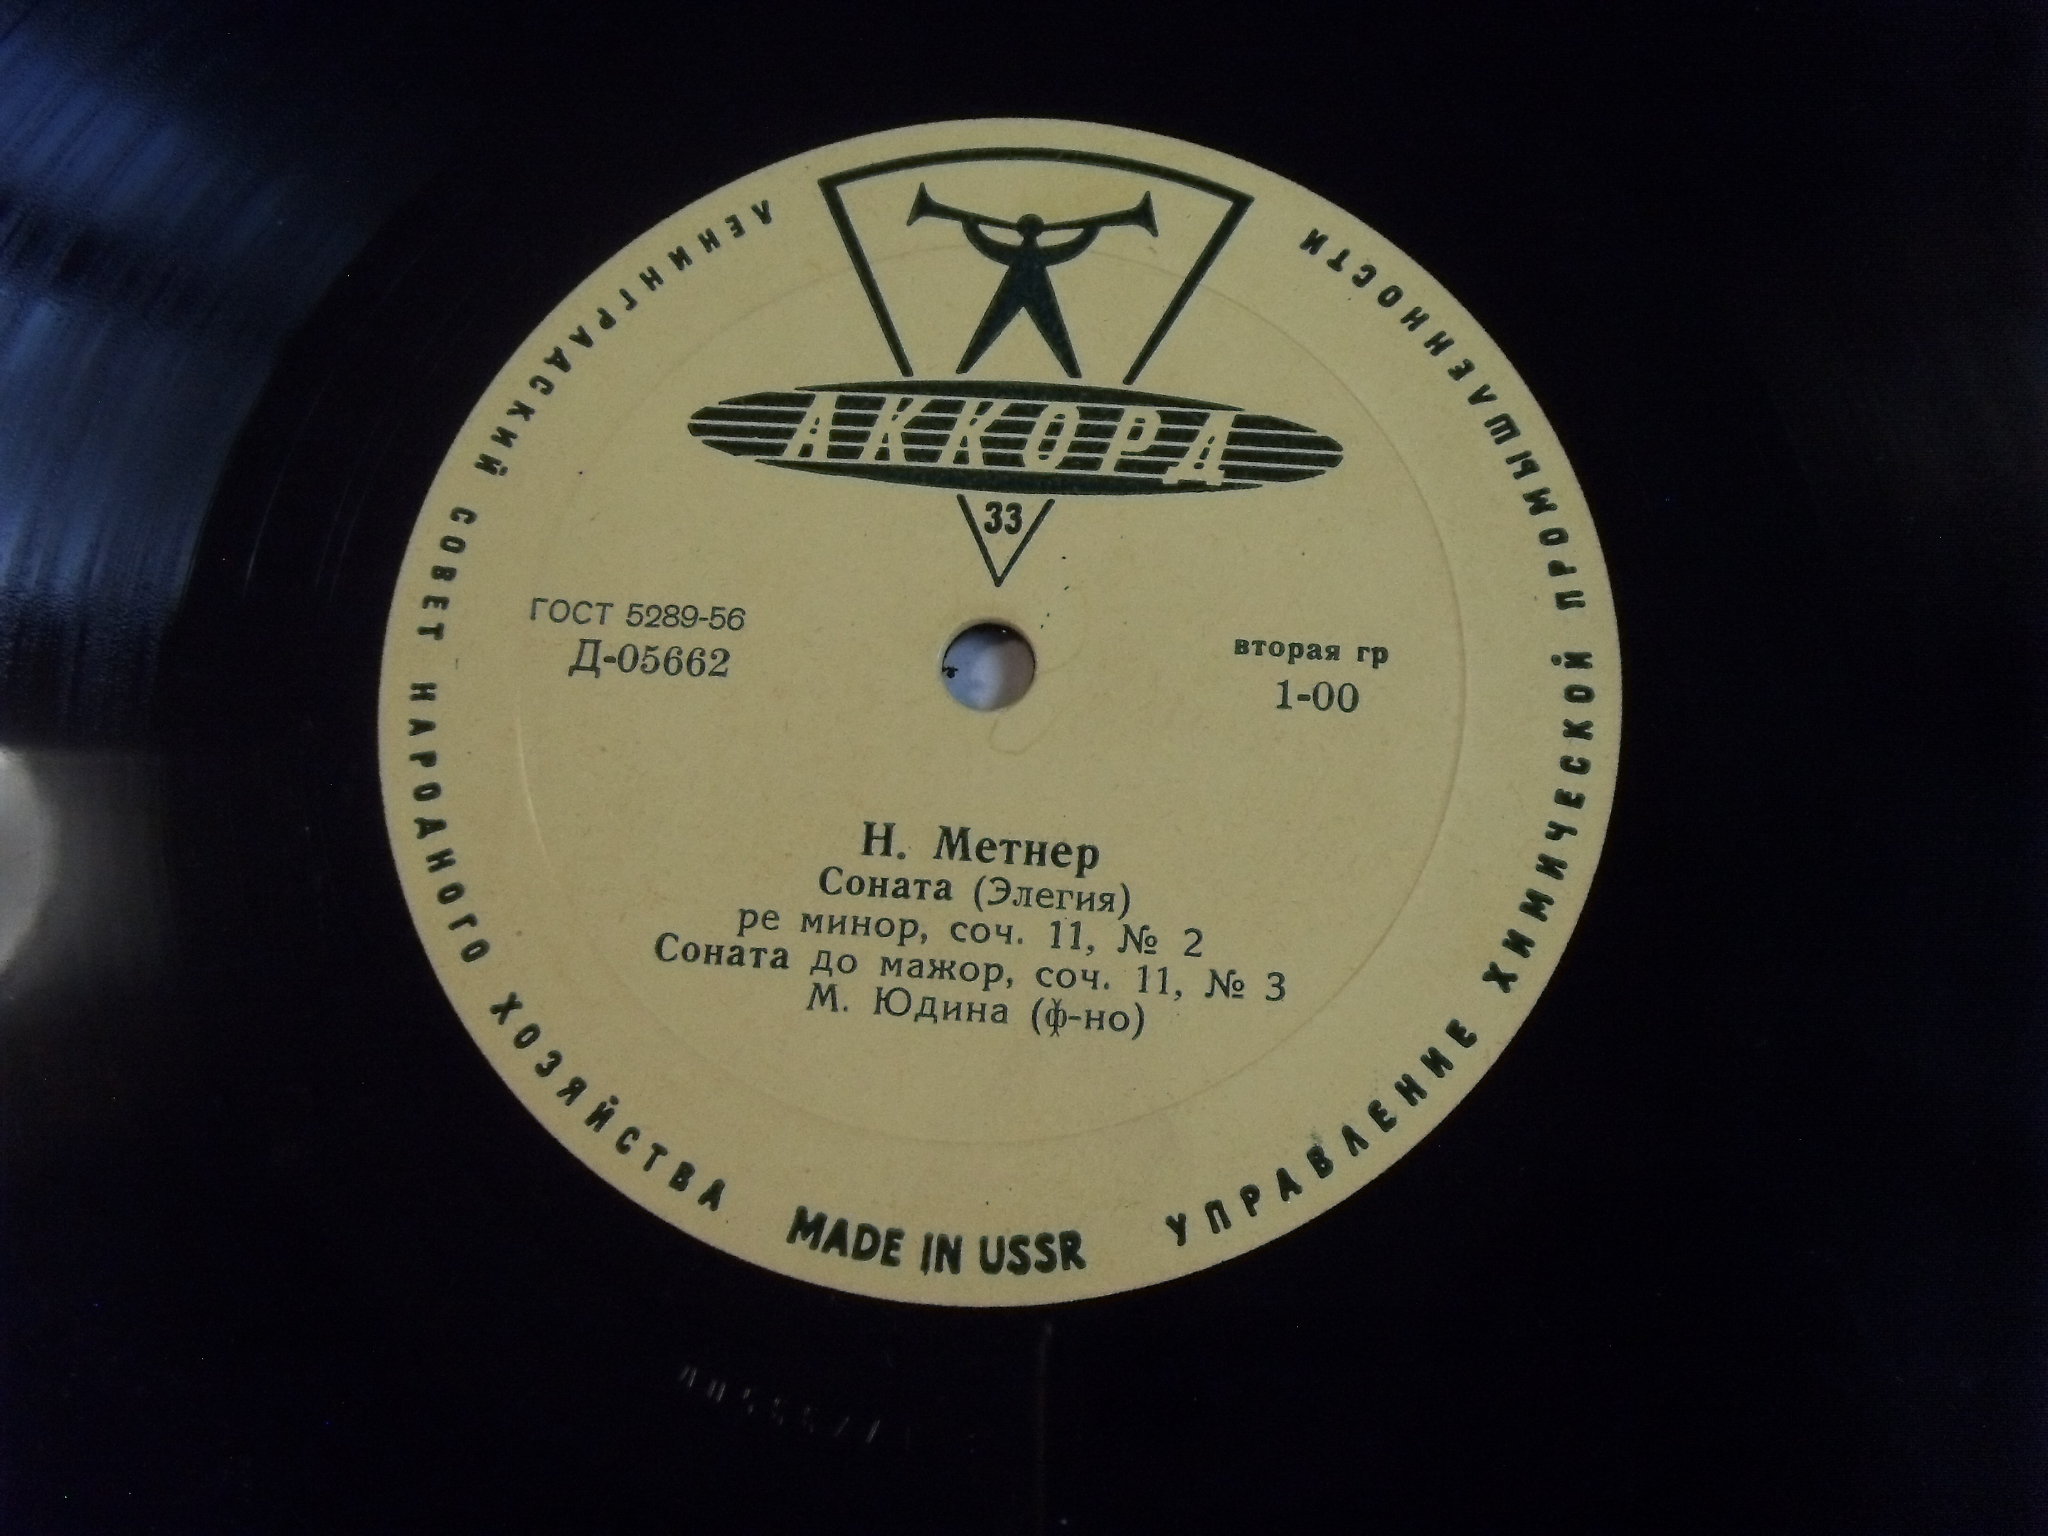 АККОРД
33
ГОСТ 5289-56
Д-05662
вторая гр
1-00
Н. Метнер
Соната (Элегия)
ре минор, соч. 11, № 2
Соната до мажор, соч. 11, № 3
М. Юдина (ф-но)
ЛЕНИНГРАДСКИЙ СОВЕТ НАРОДНОГО ХОЗЯЙСТВА
MADE IN USSR
УПРАВЛЕНИЕ ХИМИЧЕСКОЙ ПРОМЫШЛЕННОСТИ